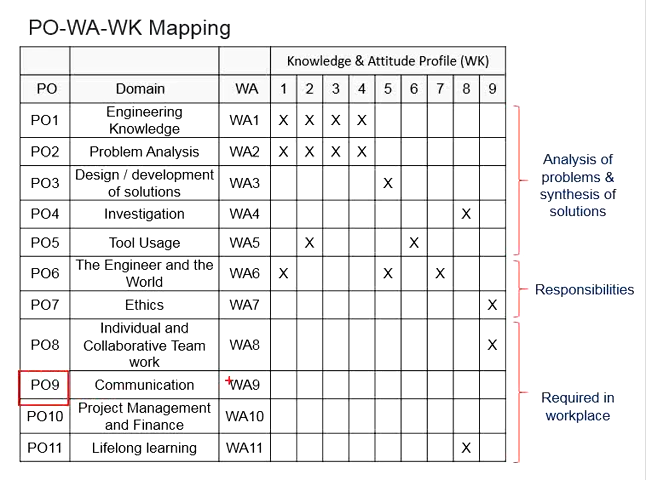 PO-WA-WK Mapping
Knowledge & Attitude Profile (WK)
PO Domain WA 1 2 3 4 5 6 7 8 9
PO1 Engineering Knowledge WA1 X X X X
PO2 Problem Analysis WA2 X X X X
PO3 Design / development of solutions WA3 X
PO4 Investigation WA4 X
PO5 Tool Usage WA5 X X
PO6 The Engineer and the World WA6 X X X
PO7 Ethics WA7 X
PO8 Individual and Collaborative Team work WA8 X
PO9 Communication WA9
PO10 Project Management and Finance WA10
PO11 Lifelong learning WA11 X
Analysis of
problems &
synthesis of
solutions
Responsibilities
Required in
workplace